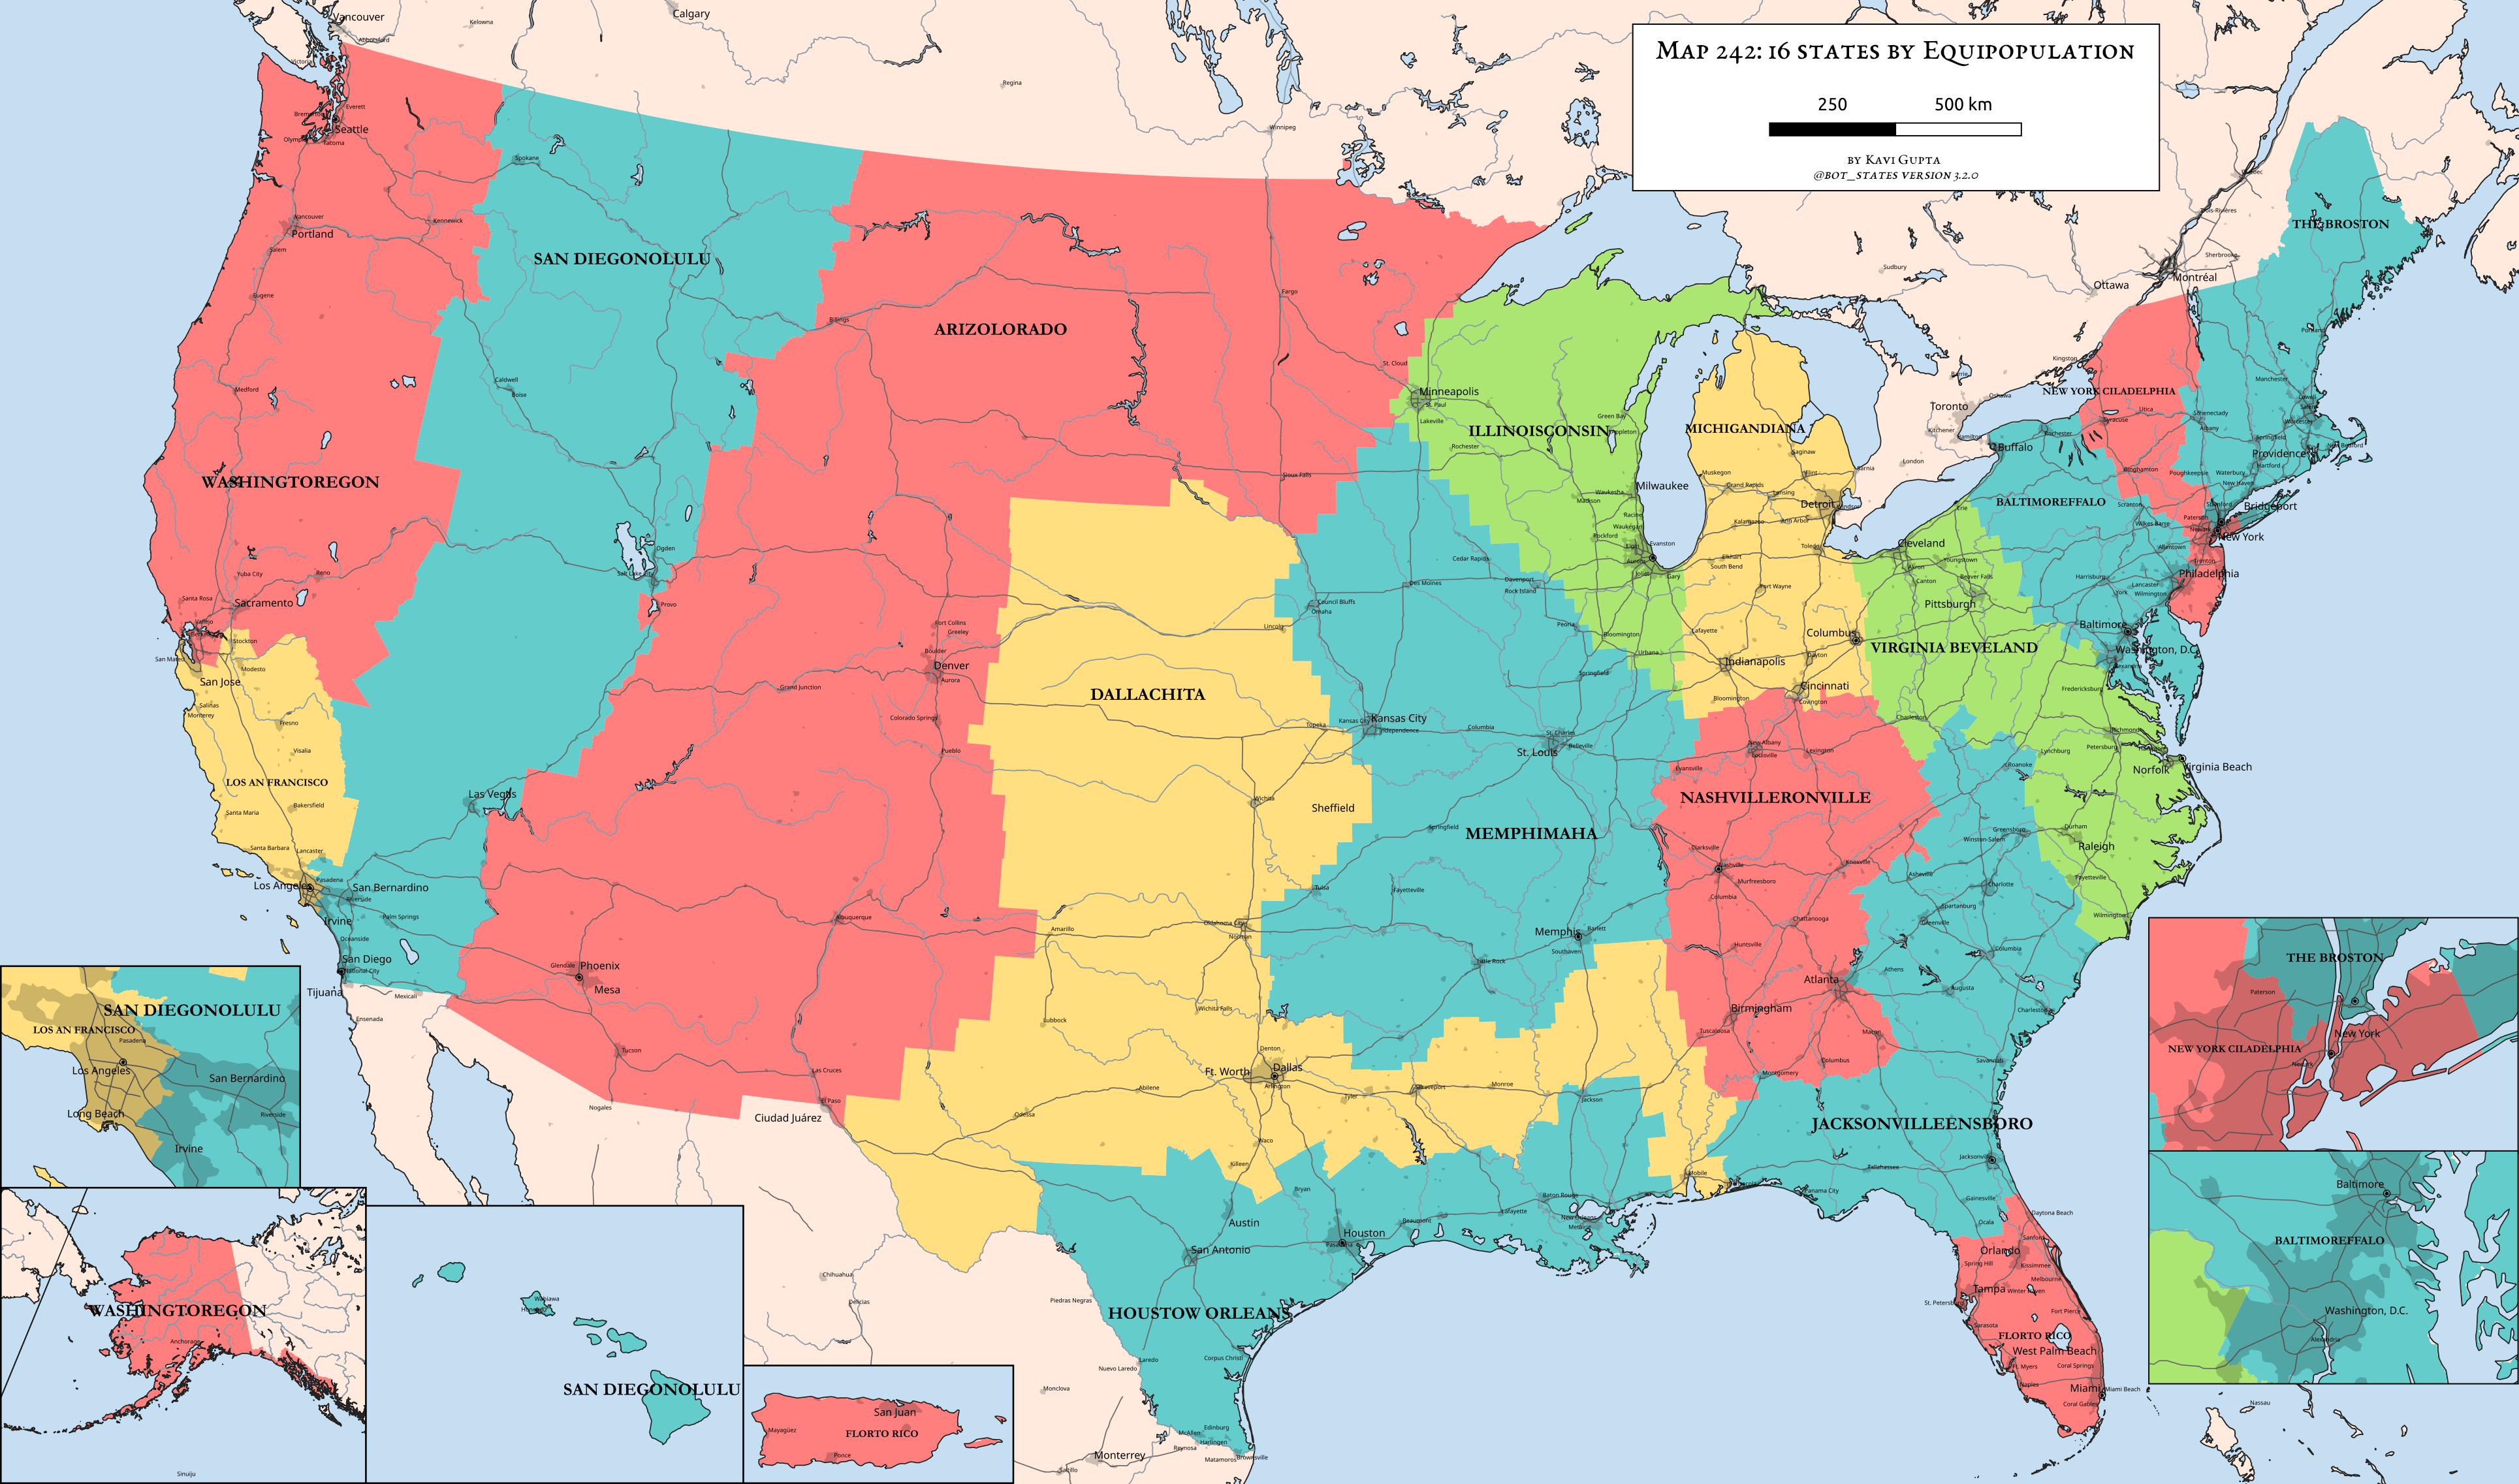 Map 242: 16 states by Equipopulation
250 500 km
by Kavi Gupta
@bot_states version 3.2.0
Vancouver
Abbotsford
Kelowna
Calgary
Regina
Winnipeg
Victoria
Everett
Seattle
Tacoma
Spokane
Vancouver
Portland
Kennewick
Salem
Eugene
Medford
SAN DIEGONOLULU
ARIZOLORADO
Billings
Fargo
St. Cloud
Minneapolis
St. Paul
Lakeville
Rochester
Sioux Falls
Caldwell
Boise
WASHINGTOREGON
ILLINOISCONSIN
Green Bay
Appleton
MICHIGANDIANA
Saginaw
Muskegon
Grand Rapids
Flint
Lansing
Sarnia
Detroit
Windsor
Kalamazoo
Ann Arbor
Toledo
Waukesha
Madison
Milwaukee
Racine
Waukegan
Rockford
Elgin
Evanston
Aurora
Joliet
Gary
Elkhart
South Bend
Fort Wayne
Sudbury
Ottawa
Montréal
Sherbrooke
Trois-Rivières
Kingston
Barrie
Oshawa
Toronto
Kitchener
Hamilton
London
Buffalo
Rochester
THE BROSTON
Portland
Manchester
Lowell
NEW YORK CILADELPHIA
Utica
Syracuse
Schenectady
Albany
Springfield
Worcester
Providence
New Bedford
Hartford
Binghamton
Poughkeepsie
Waterbury
New Haven
Stamford
Bridgeport
BALTIMOREFFALO
Erie
Scranton
Wilkes Barre
Paterson
Newark
New York
Allentown
Trenton
Philadelphia
Harrisburg
Lancaster
York
Wilmington
Baltimore
Washington, D.C.
Alexandria
Fredericksburg
Cleveland
Akron
Youngstown
Canton
Beaver Falls
Pittsburgh
Columbus
VIRGINIA BEVELAND
Dayton
Cincinnati
Covington
Charleston
Lafayette
Indianapolis
Bloomington
Ogden
Salt Lake City
Provo
Yuba City
Reno
Santa Rosa
Sacramento
Vallejo
Stockton
San Mateo
Modesto
San Jose
Salinas
Monterey
Fresno
Visalia
LOS AN FRANCISCO
Bakersfield
Santa Maria
Santa Barbara
Lancaster
Pasadena
Los Angeles
San Bernardino
Riverside
Irvine
Palm Springs
Oceanside
San Diego
National City
Tijuana
Mexicali
Ensenada
Las Vegas
Fort Collins
Greeley
Boulder
Denver
Aurora
Grand Junction
Colorado Springs
Pueblo
DALLACHITA
Lincoln
Council Bluffs
Omaha
Des Moines
Cedar Rapids
Davenport
Rock Island
Peoria
Bloomington
Urbana
Springfield
Topeka
Kansas City
Kansas City
Independence
Columbia
St. Charles
St. Louis
Belleville
Wichita
Sheffield
MEMPHIMAHA
Springfield
Tulsa
Fayetteville
Evansville
New Albany
Louisville
Lexington
NASHVILLERONVILLE
Clarksville
Nashville
Murfreesboro
Columbia
Knoxville
Chattanooga
Huntsville
Atlanta
Birmingham
Tuscaloosa
Macon
Columbus
Montgomery
Roanoke
Lynchburg
Petersburg
Richmond
Norfolk
Virginia Beach
Greensboro
Winston-Salem
Durham
Raleigh
Fayetteville
Wilmington
Asheville
Charlotte
Spartanburg
Greenville
Columbia
Athens
Augusta
Charleston
Savannah
Albuquerque
Amarillo
Oklahoma City
Norman
Glendale
Phoenix
Mesa
Tucson
Nogales
Las Cruces
El Paso
Ciudad Juárez
Lubbock
Wichita Falls
Denton
Ft. Worth
Dallas
Arlington
Abilene
Odessa
Tyler
Waco
Killeen
Shreveport
Monroe
Jackson
Memphis
Barlett
Southaven
Little Rock
Mobile
JACKSONVILLEENSBORO
Jacksonville
Tallahassee
Panama City
Gainesville
Ocala
Daytona Beach
Sanford
Orlando
Kissimmee
Spring Hill
Melbourne
Tampa
Winter Haven
St. Petersburg
Fort Pierce
Sarasota
FLORTO RICO
West Palm Beach
Ft. Myers
Coral Springs
Naples
Miami
Miami Beach
Coral Gables
Nassau
Bryan
Austin
San Antonio
Houston
Pasadena
Beaumont
Lafayette
Baton Rouge
New Orleans
Metairie
HOUSTOW ORLEANS
Corpus Christi
Laredo
Nuevo Laredo
Piedras Negras
Chihuahua
Delicias
Monclova
Edinburg
McAllen
Harlingen
Reynosa
Matamoros
Brownsville
Monterrey
Saltillo
SAN DIEGONOLULU
LOS AN FRANCISCO
Pasadena
Los Angeles
San Bernardino
Long Beach
Riverside
Irvine
WASHINGTOREGON
Anchorage
Sinuiju
Wahiawa
SAN DIEGONOLULU
San Juan
Mayagüez
FLORTO RICO
Ponce
THE BROSTON
Paterson
New York
NEW YORK CILADELPHIA
Newark
Baltimore
BALTIMOREFFALO
Washington, D.C.
Alexandria